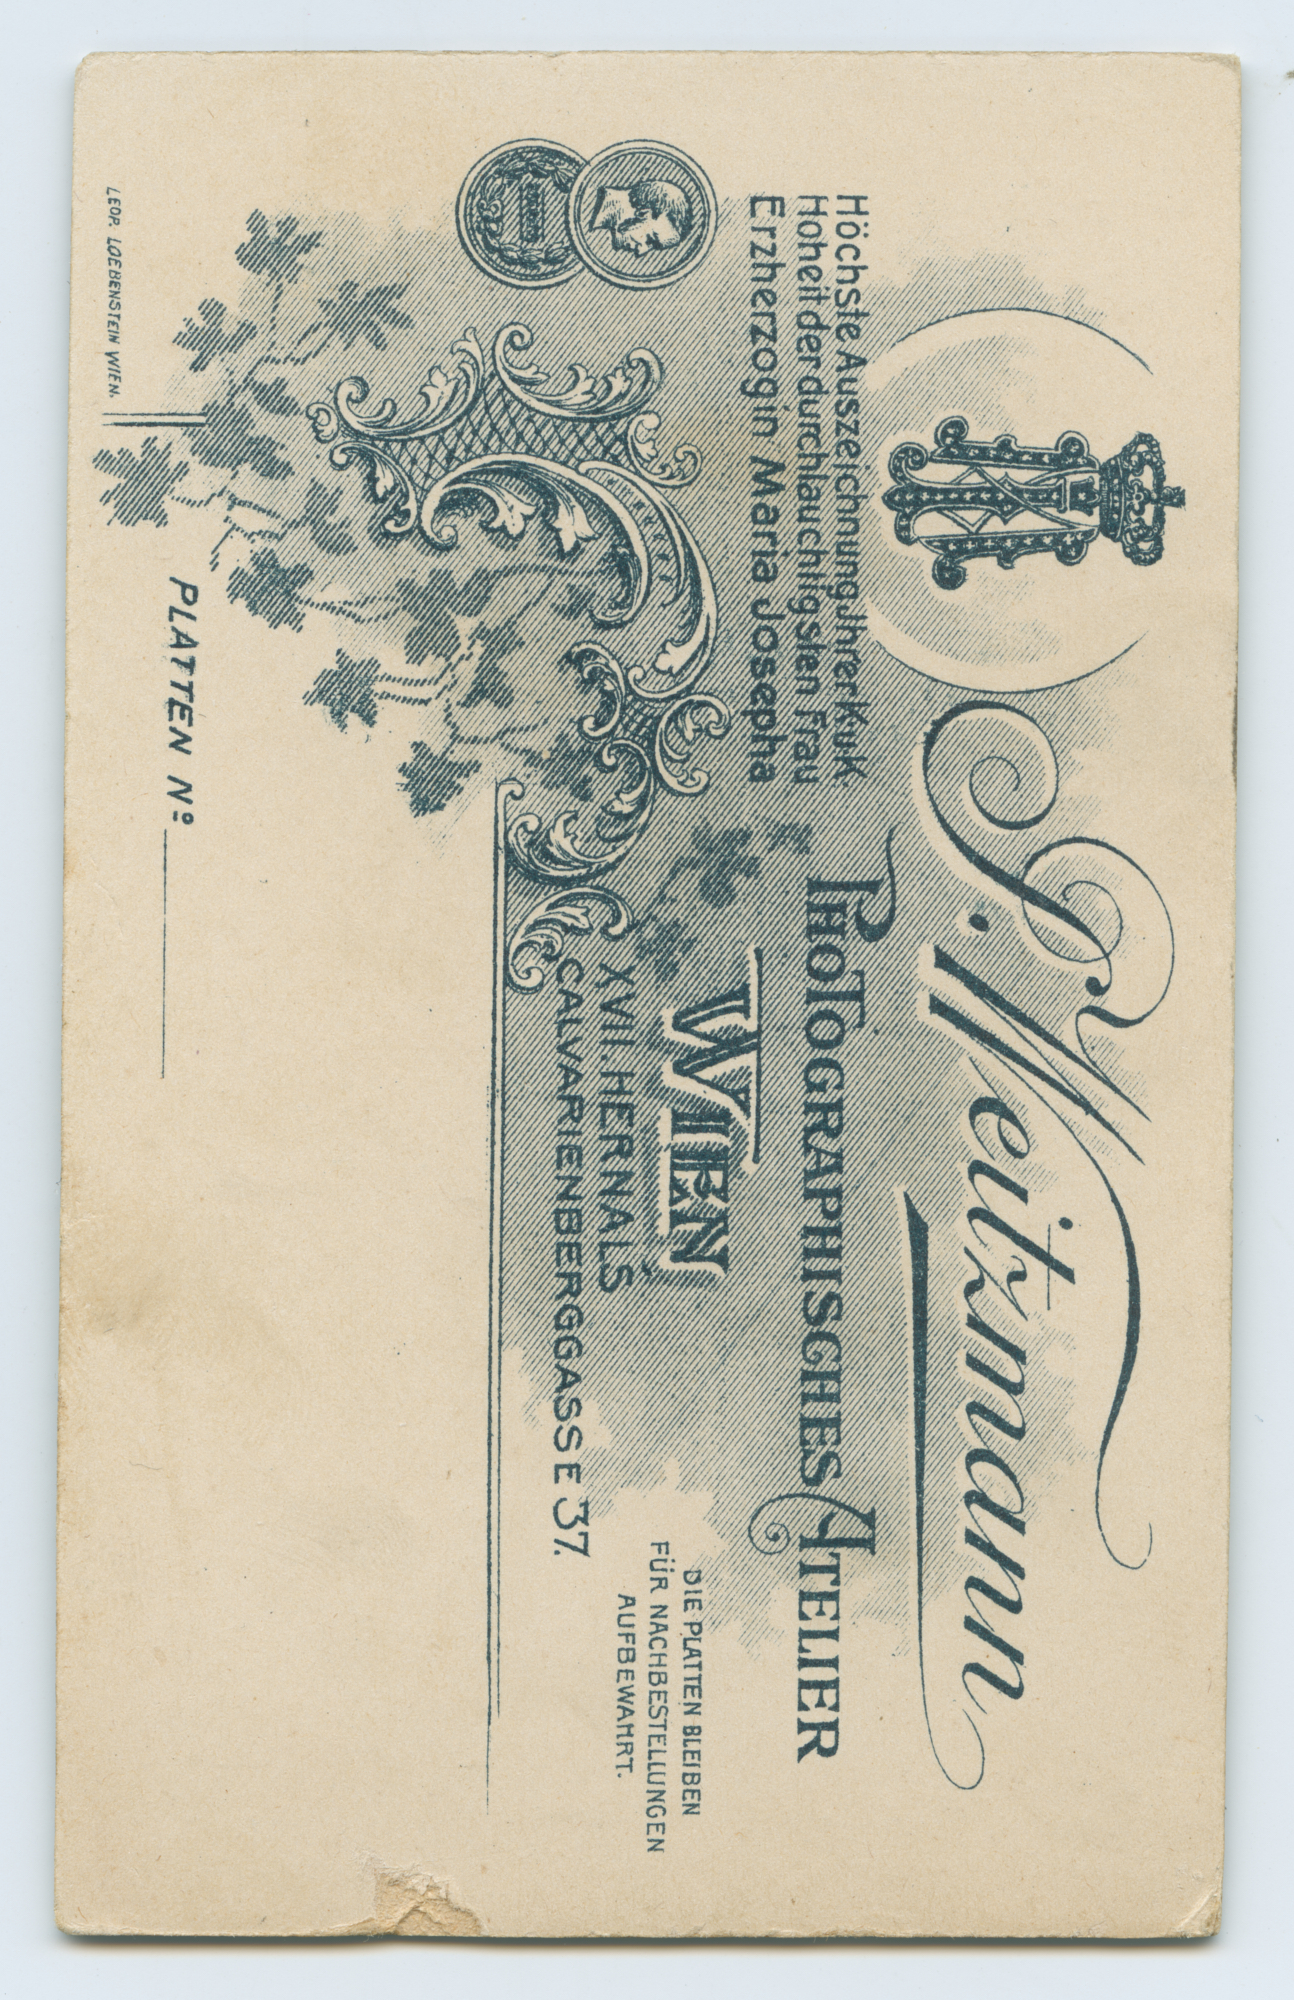 S. Weitzmann
Höchste Auszeichnung Jhrer K.u.K
Hoheit der durchlauchtigsten Frau
Erzherzogin Maria Josepha
PHOTOGRAPHISCHES ATELIER
WIEN
XVII. HERNALS
CALVARIENBERGGASSE 37.
DIE PLATTEN BLEIBEN
FÜR NACHBESTELLUNGEN
AUFBEWAHRT.
PLATTEN No
LEOP. LOEBENSTEIN WIEN.